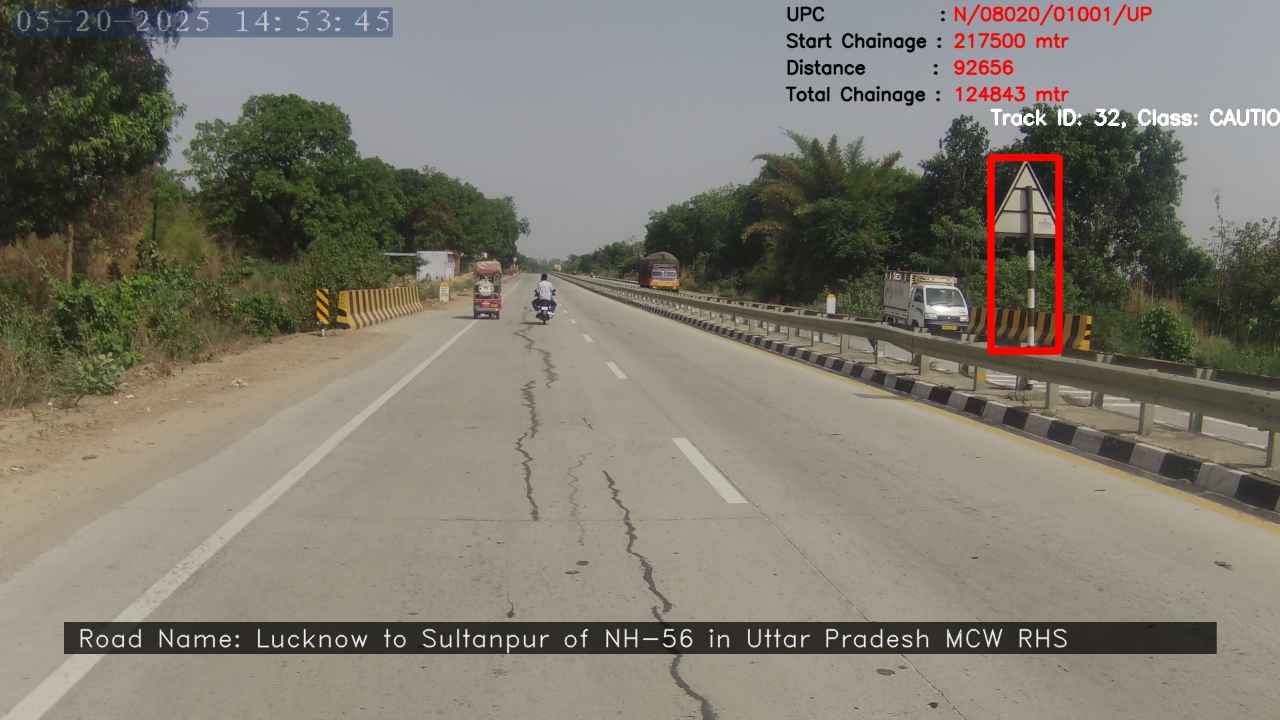 05-20-2025 14:53:45
UPC : N/08020/01001/UP
Start Chainage : 217500 mtr
Distance : 92656
Total Chainage : 124843 mtr
Track ID: 32, Class: CAUTIO
Road Name: Lucknow to Sultanpur of NH-56 in Uttar Pradesh MCW RHS